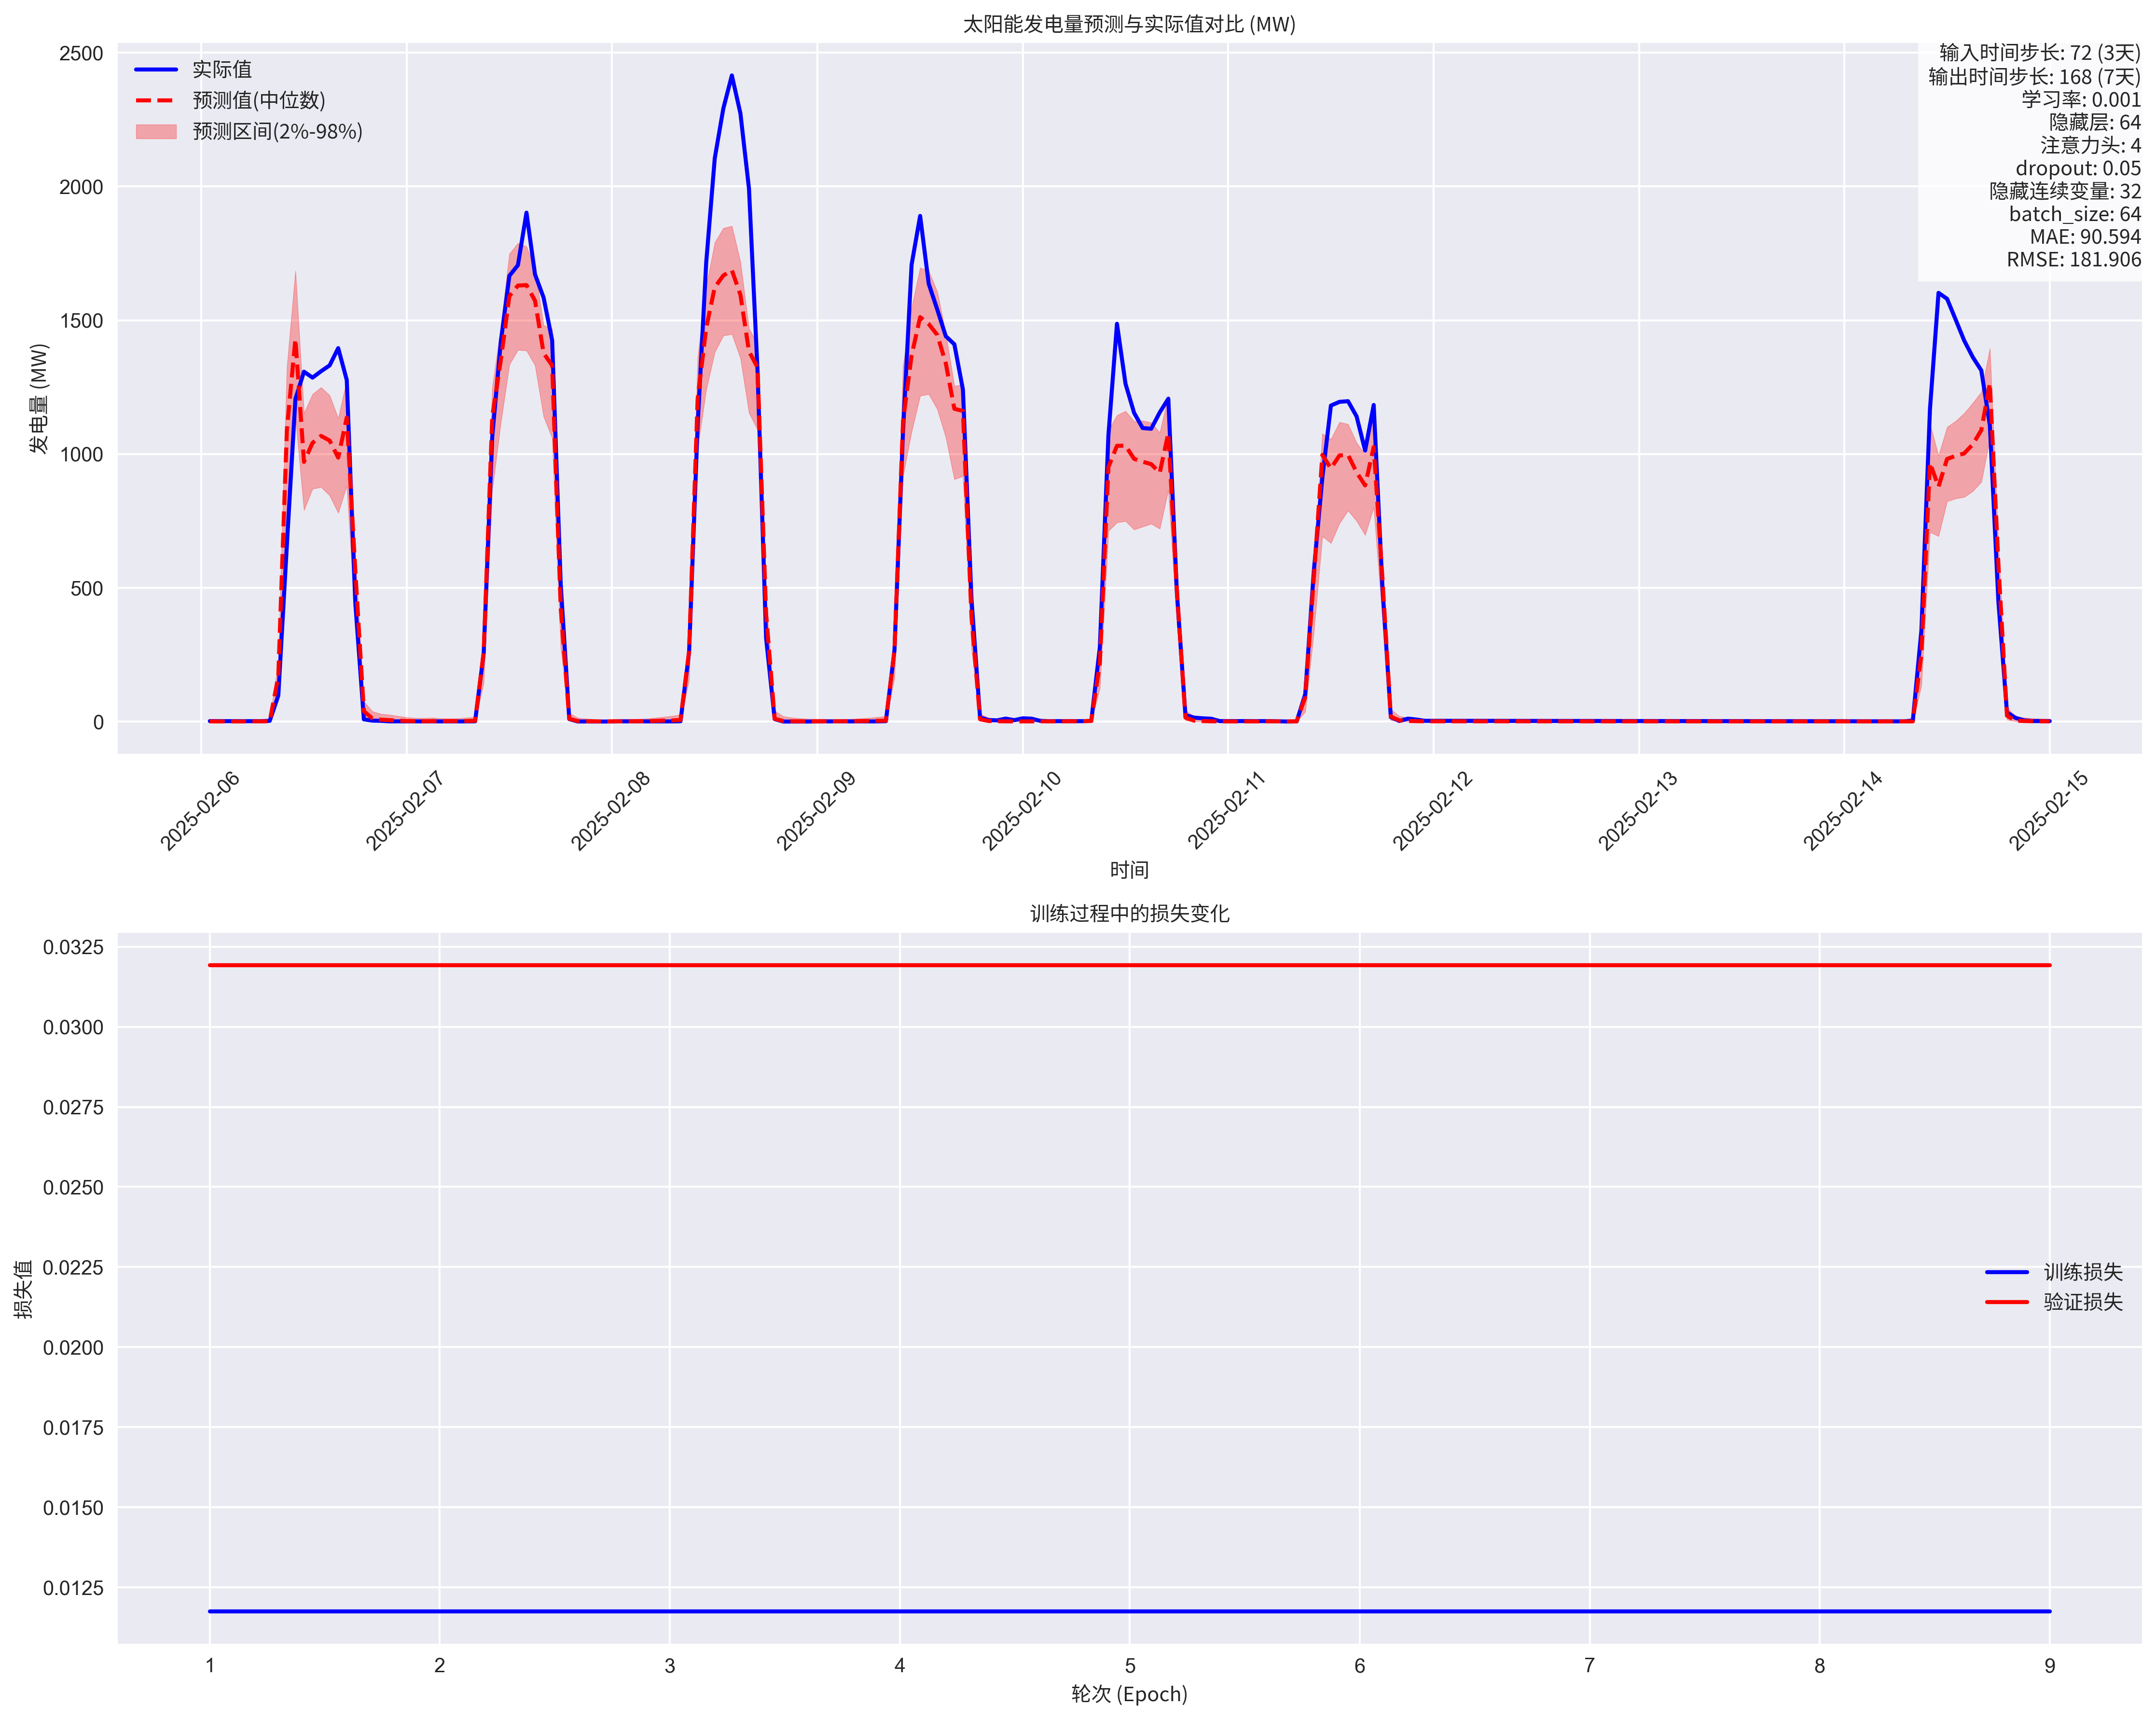 太阳能发电量预测与实际值对比 (MW)
实际值
预测值(中位数)
预测区间(2%-98%)
输入时间步长: 72 (3天)
输出时间步长: 168 (7天)
学习率: 0.001
隐藏层: 64
注意力头: 4
dropout: 0.05
隐藏连续变量: 32
batch_size: 64
MAE: 90.594
RMSE: 181.906
发电量 (MW)
2500
2000
1500
1000
500
0
2025-02-06
2025-02-07
2025-02-08
2025-02-09
2025-02-10
2025-02-11
2025-02-12
2025-02-13
2025-02-14
2025-02-15
时间
训练过程中的损失变化
损失值
0.0325
0.0300
0.0275
0.0250
0.0225
0.0200
0.0175
0.0150
0.0125
训练损失
验证损失
1
2
3
4
5
6
7
8
9
轮次 (Epoch)